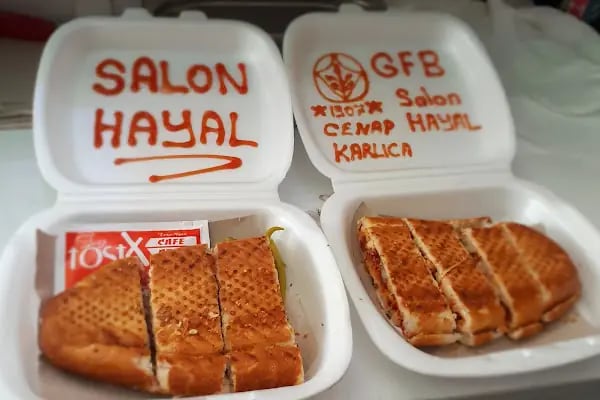 SALON
HAYAL
GFB
*1907*
Salon
CENAP HAYAL
KARLICA
tostX
CAFE